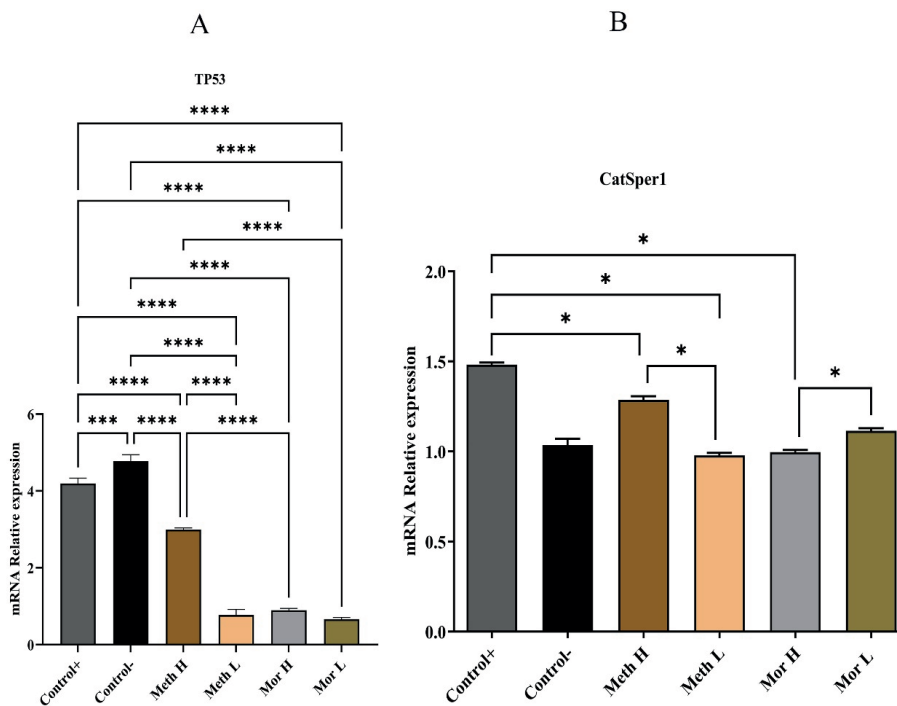 A
B
TP53
****
****
****
****
****
****
****
****
****
***
****
****
mRNA Relative expression
6
4
2
0
Control+
Control-
Meth H
Meth L
Mor H
Mor L
CatSper1
*
*
*
*
*
mRNA Relative expression
2.0
1.5
1.0
0.5
0.0
Control+
Control-
Meth H
Meth L
Mor H
Mor L